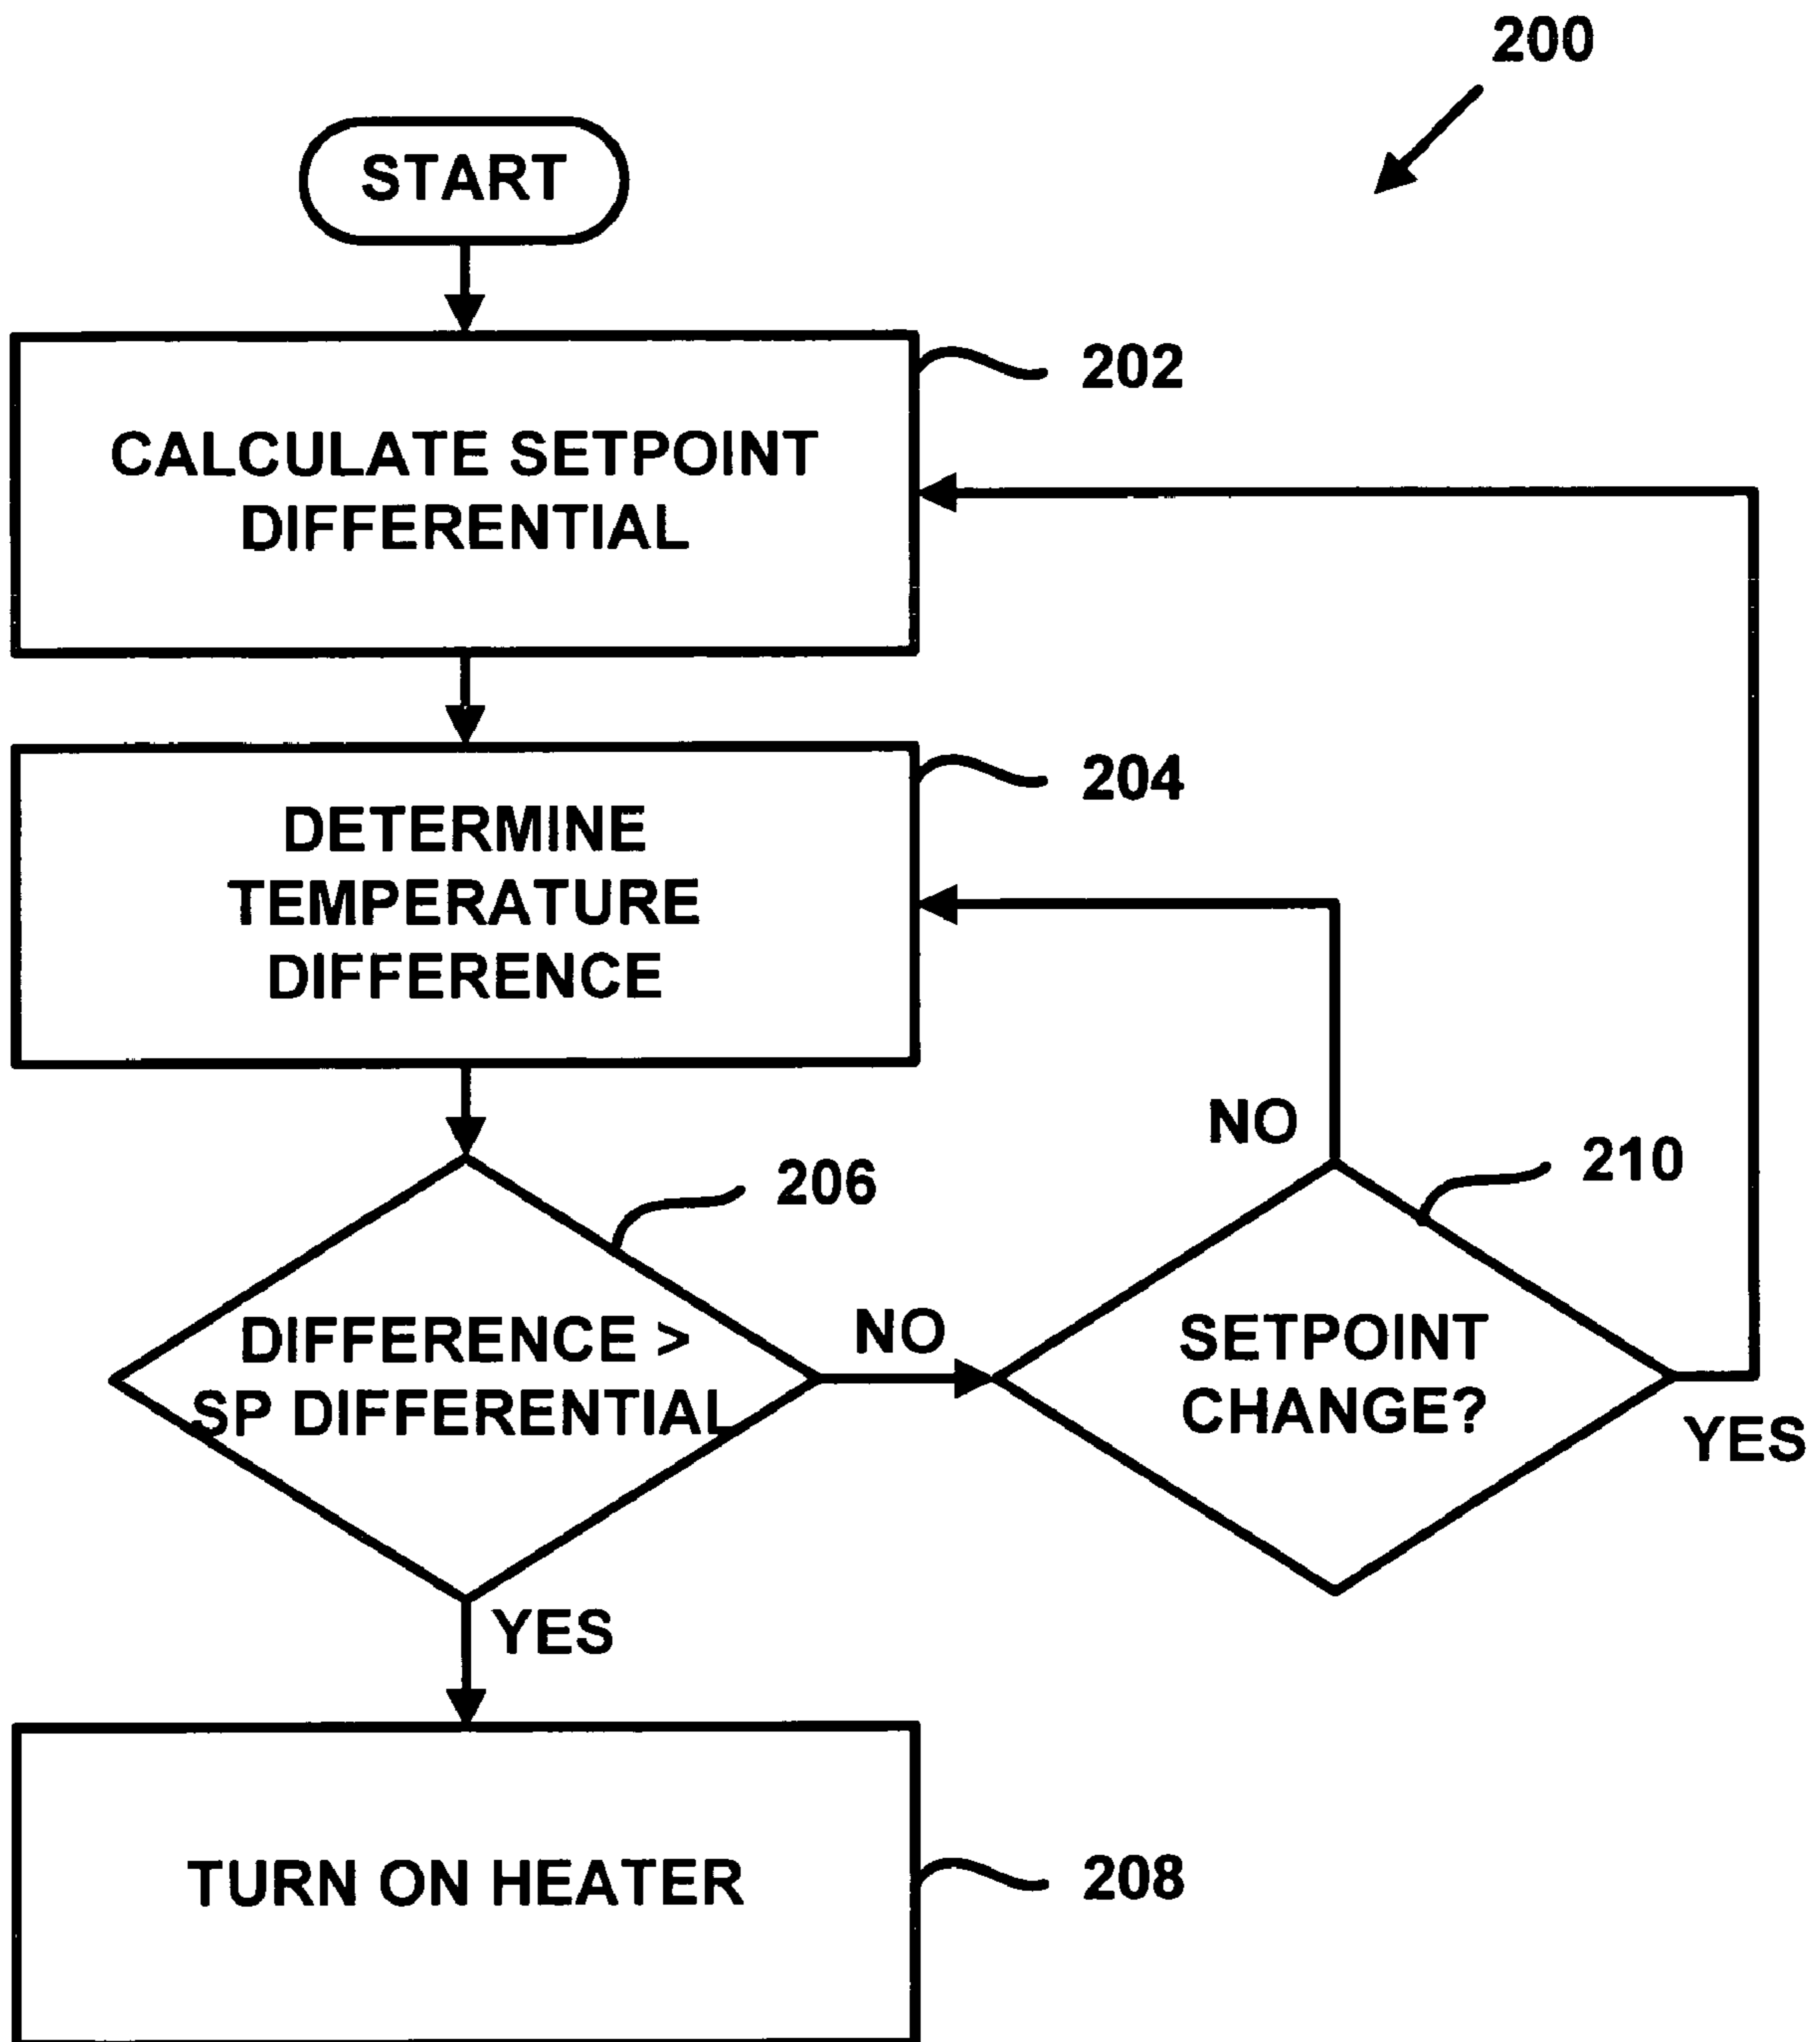 200
START
202
CALCULATE SETPOINT
DIFFERENTIAL
204
DETERMINE
TEMPERATURE
DIFFERENCE
NO
210
206
DIFFERENCE >
SP DIFFERENTIAL
NO
SETPOINT
CHANGE?
YES
YES
TURN ON HEATER
208